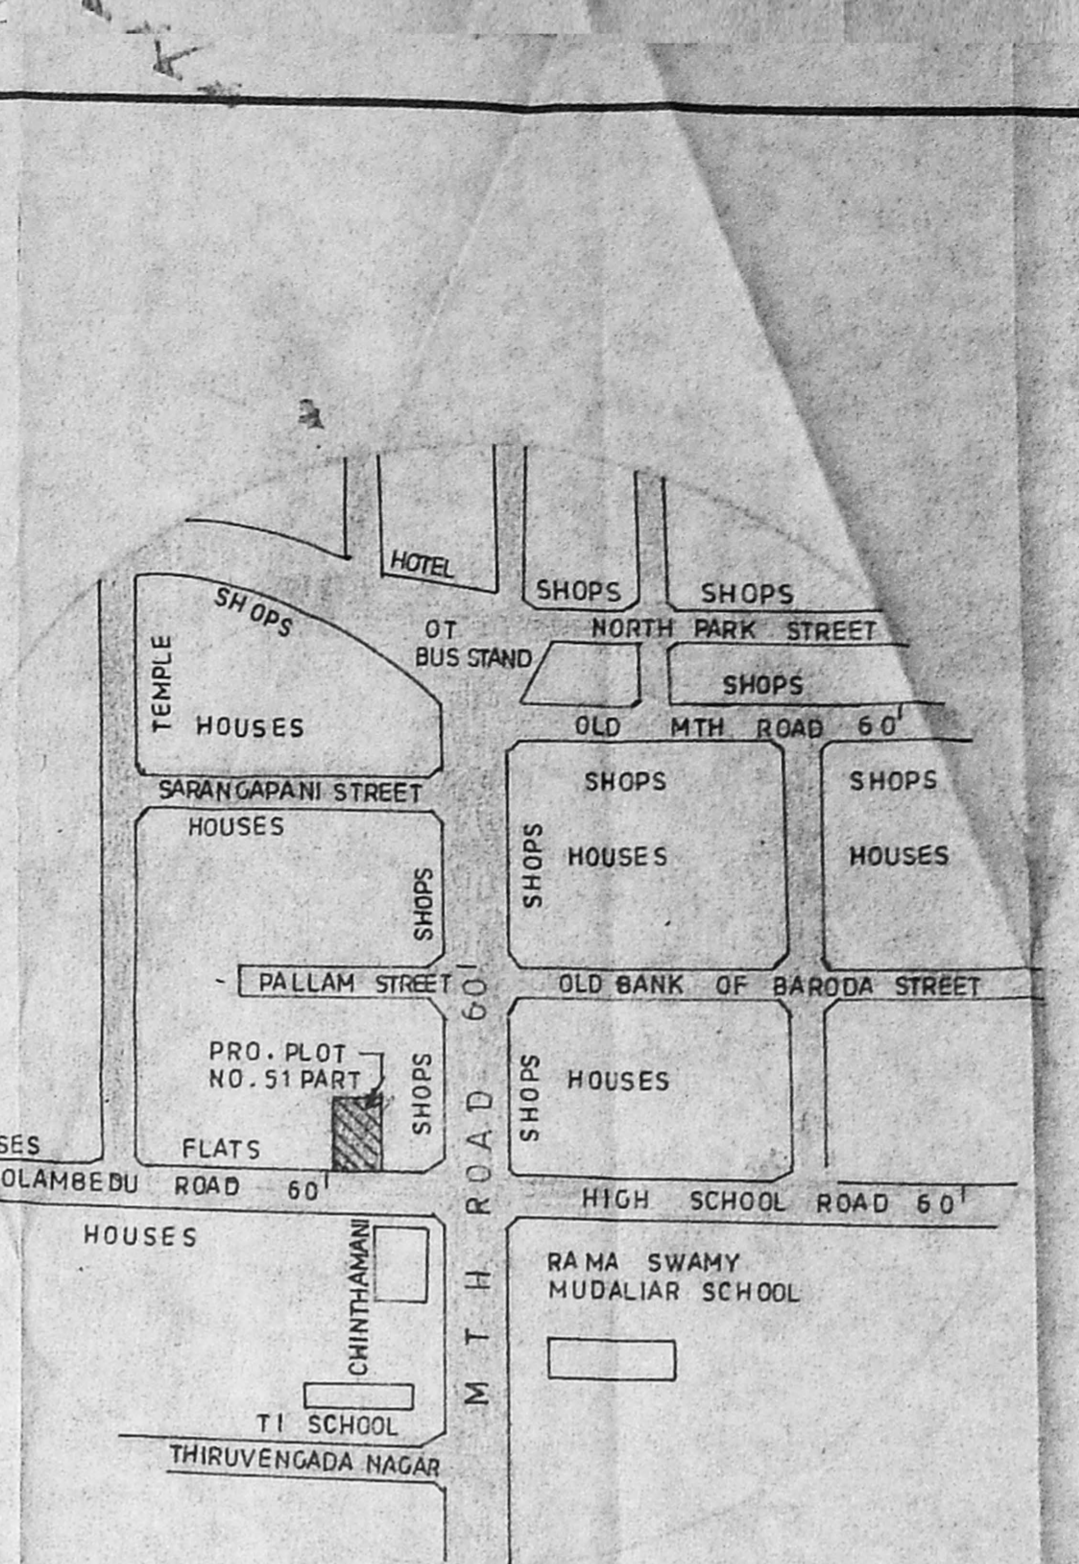 HOTEL
SHOPS
SHOPS
SHOPS
OT
BUS STAND
NORTH PARK STREET
TEMPLE
SHOPS
HOUSES
OLD MTH ROAD 60'
SARANGAPANI STREET
SHOPS
SHOPS
HOUSES
SHOPS
SHOPS
HOUSES
HOUSES
PALLAM STREET
OLD BANK OF BARODA STREET
PRO. PLOT
NO. 51 PART
SHOPS
SHOPS
HOUSES
FLATS
SES
OLAMBEDU ROAD 60'
HIGH SCHOOL ROAD 60'
MTH ROAD 60'
HOUSES
CHINTHAMANI
RAMA SWAMY
MUDALIAR SCHOOL
TI SCHOOL
THIRUVENGADA NAGAR